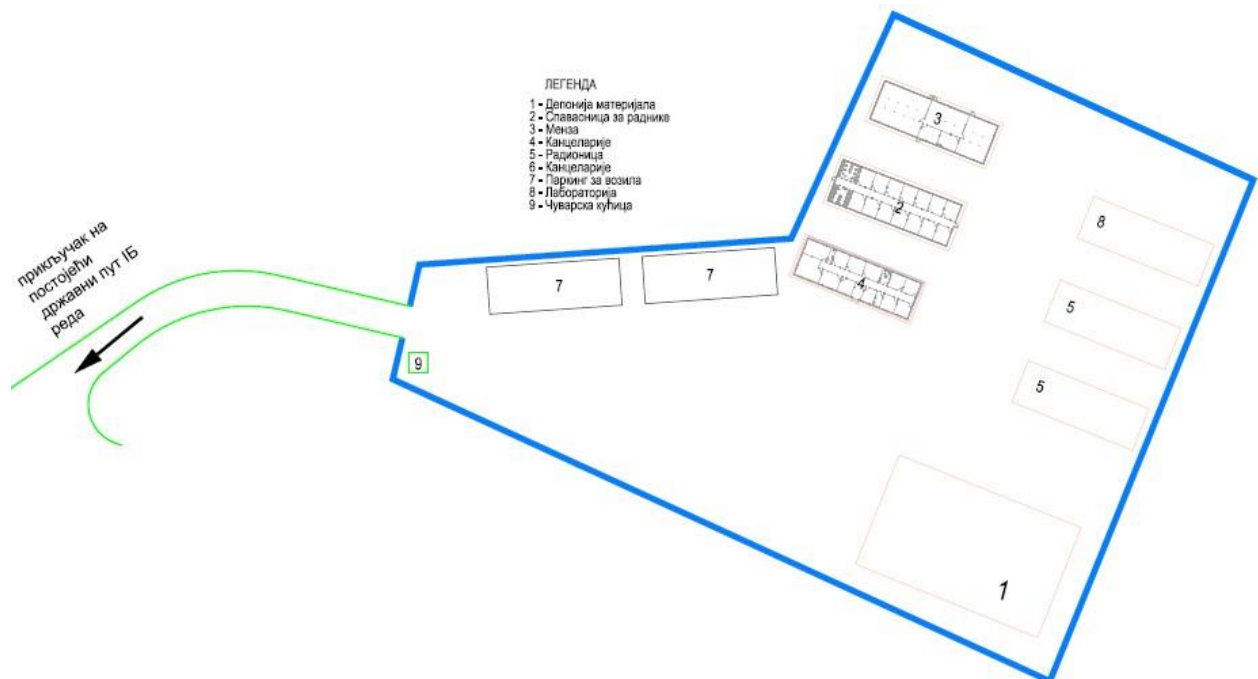 ЛЕГЕНДА
1 - Депонија материјала
2 - Спавасница за раднике
3 - Менза
4 - Канцеларије
5 - Радионица
6 - Канцеларије
7 - Паркинг за возила
8 - Лабораторија
9 - Чуварска кућица
прикључак на
постојећи
државни пут IБ
реда
3
2
4
8
7
7
5
5
9
1